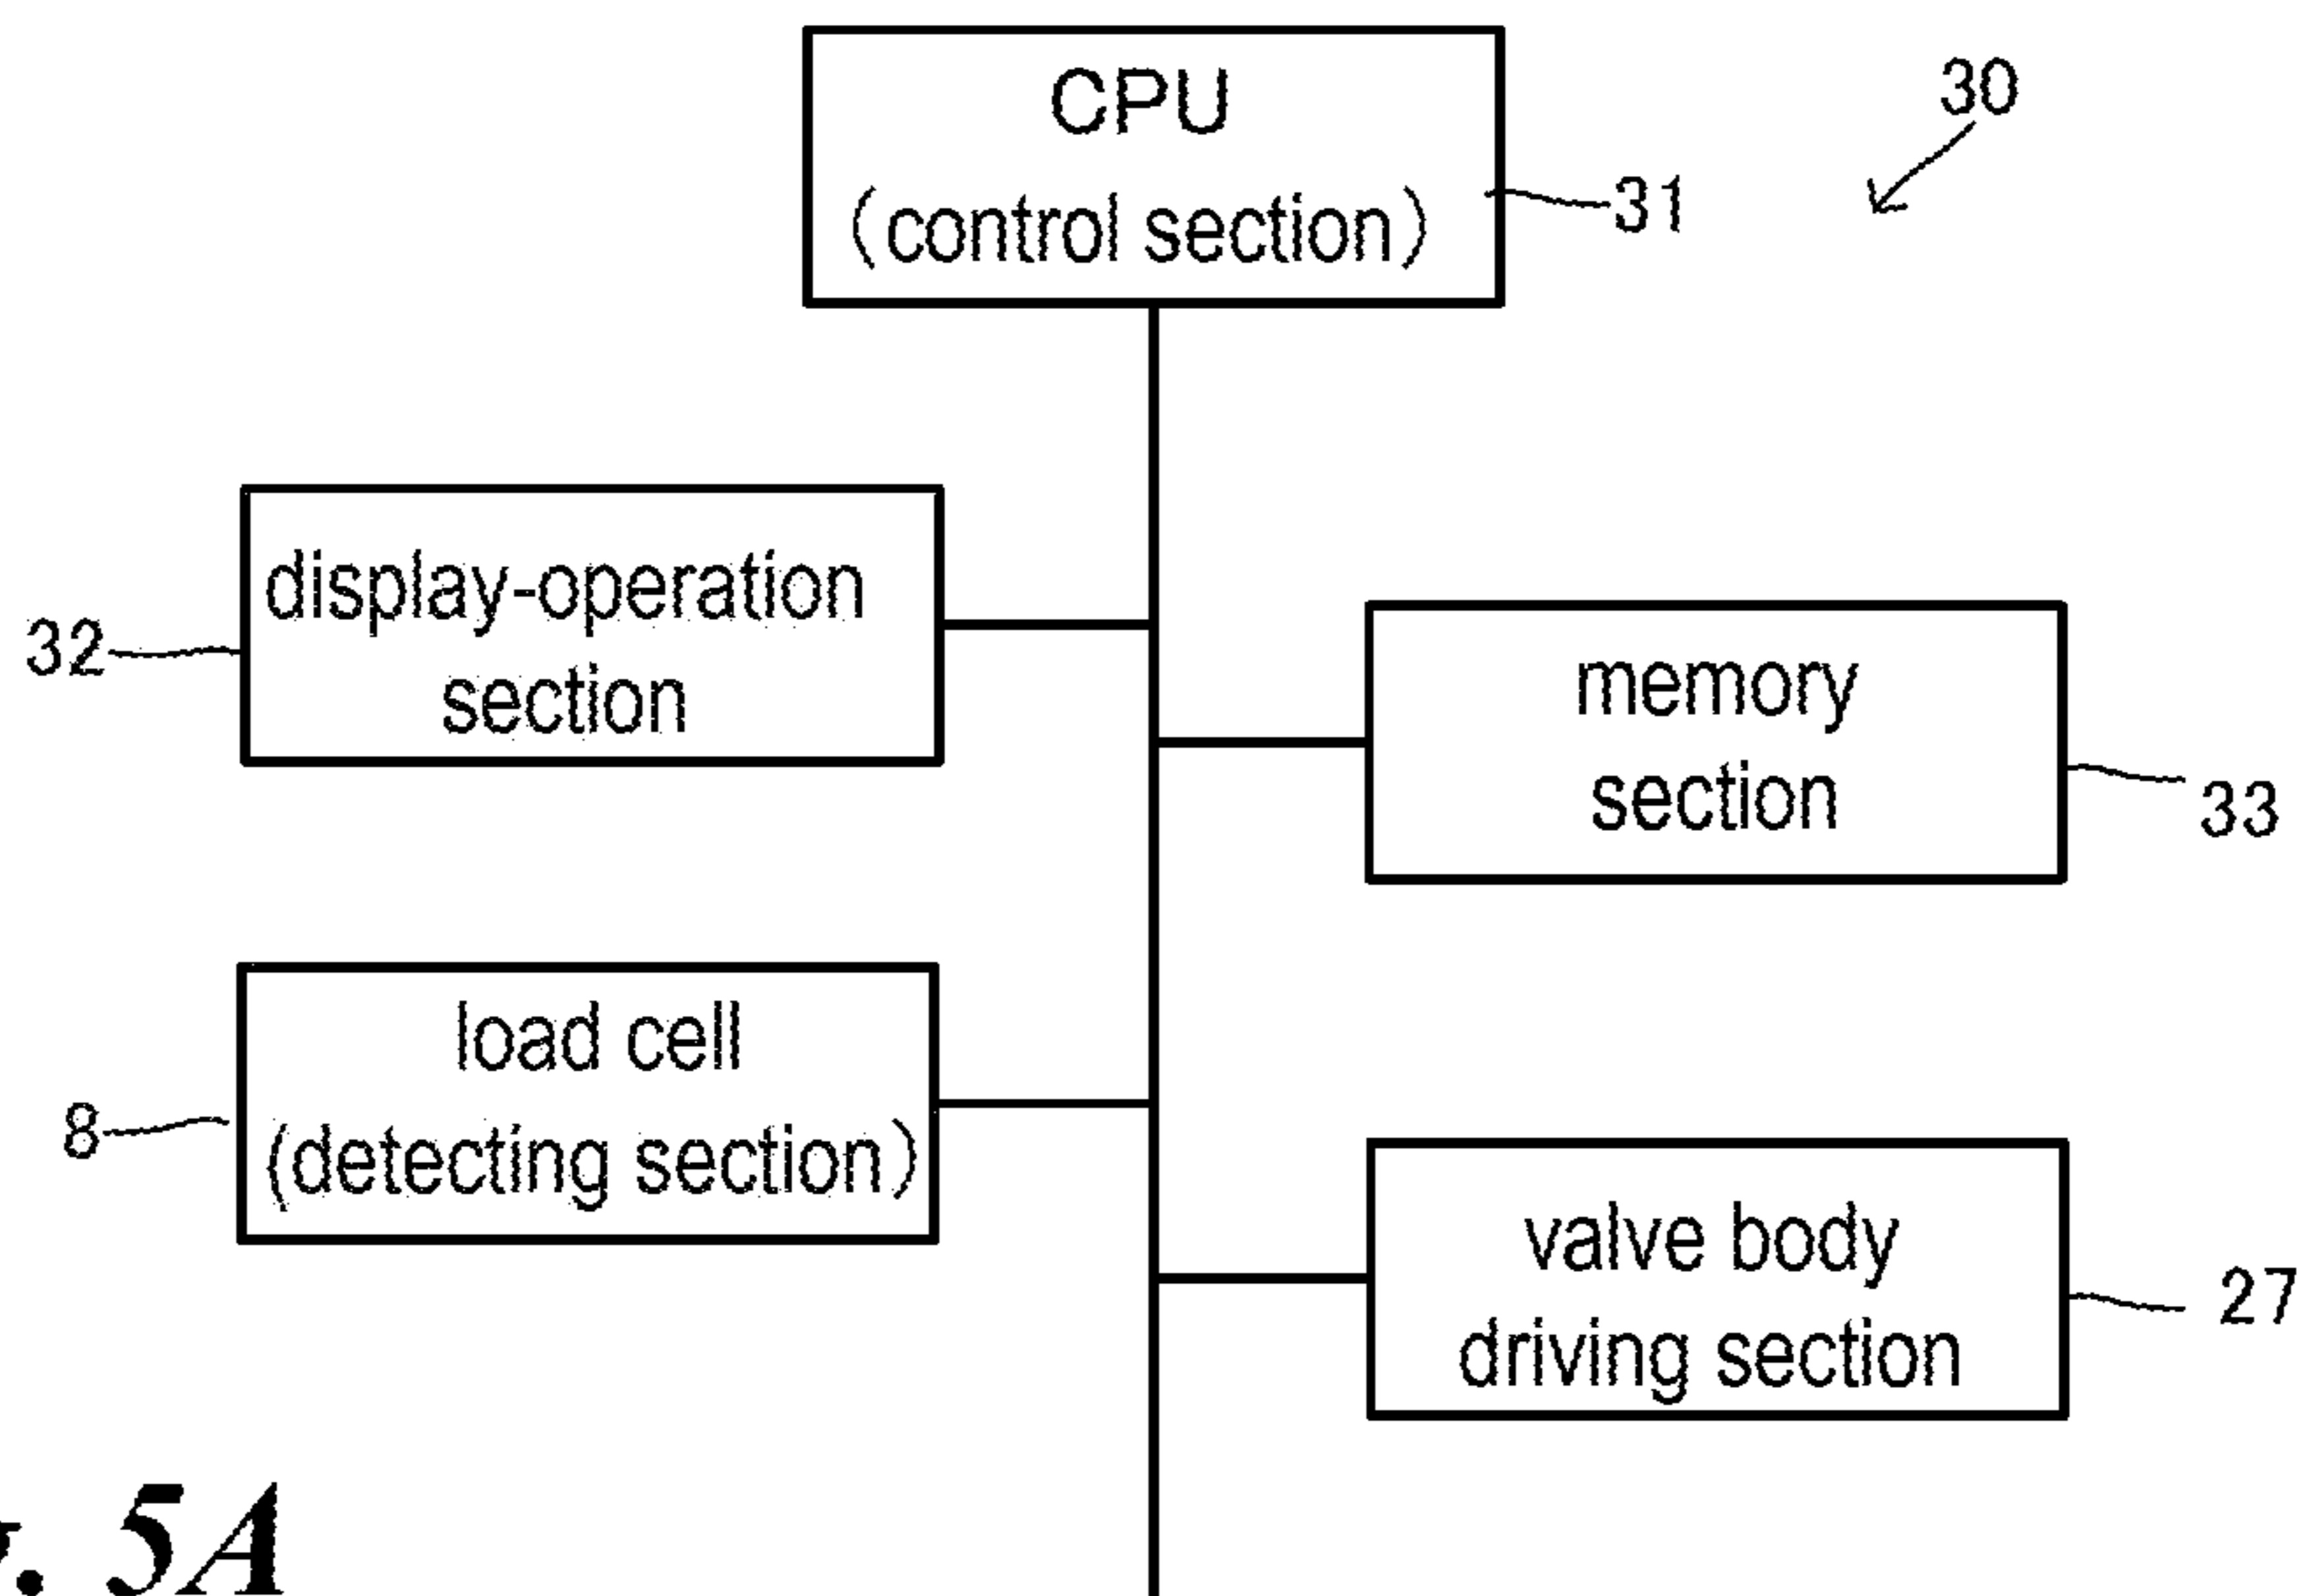 CPU
(control section)
31
30
display-operation
section
32
memory
section
33
load cell
(detecting section)
8
valve body
driving section
27
. 5A